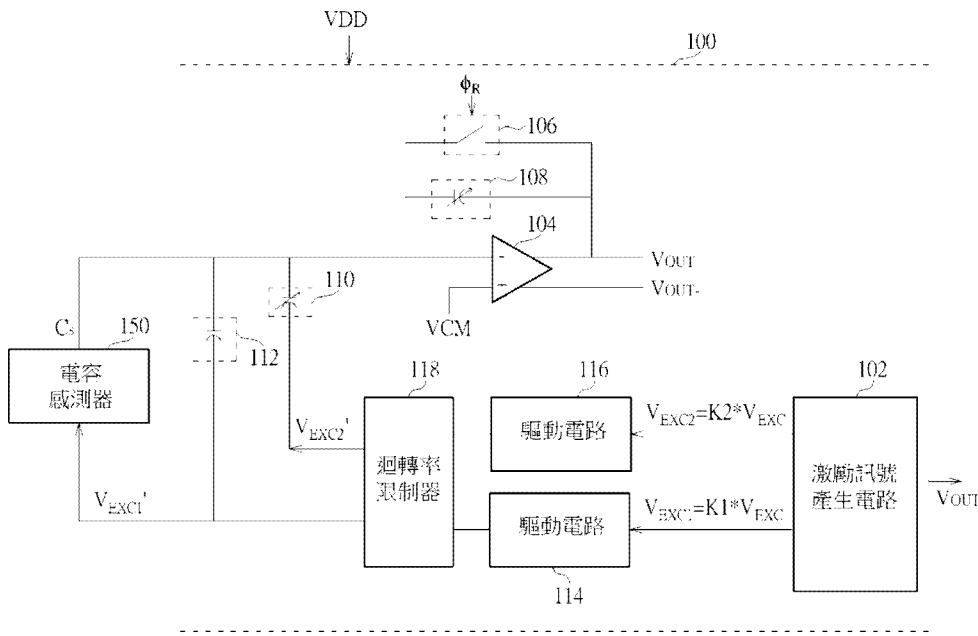 VDD
100
ϕR
106
108
104
VOUT
VOUT-
VCM
110
112
CS
150
電容
感測器
118
116
102
VEXC2'
迴轉率
限制器
驅動電路
VEXC2=K2*VEXC
激勵訊號
產生電路
VOUT
VEXC1'
驅動電路
VEXC1=K1*VEXC
114